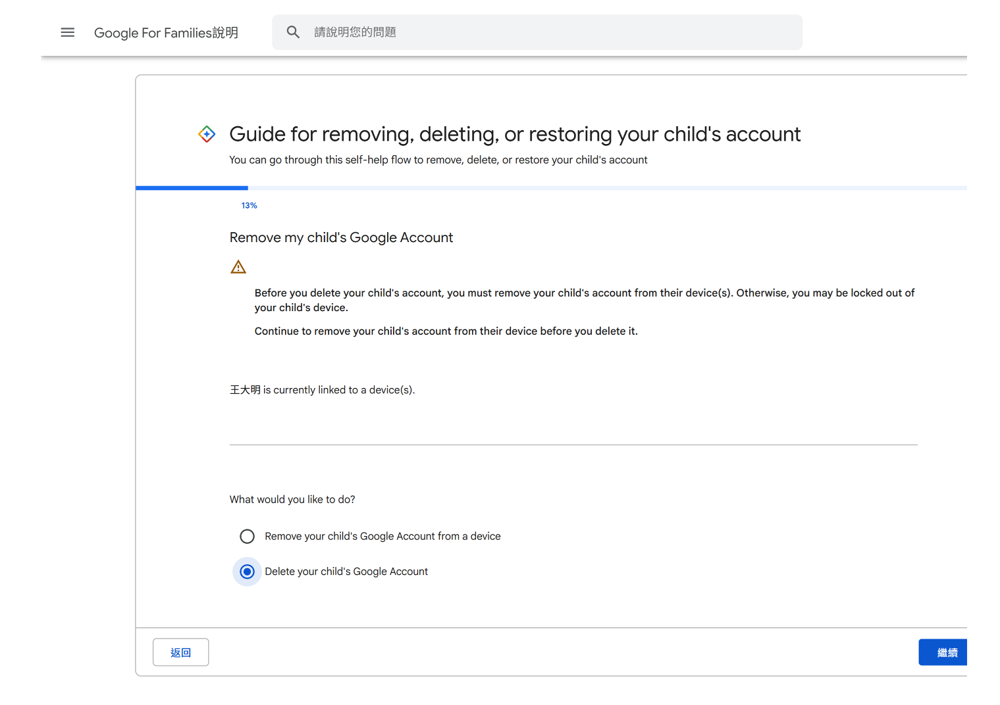 Google For Families說明
請說明您的問題
Guide for removing, deleting, or restoring your child's account
You can go through this self-help flow to remove, delete, or restore your child's account
13%
Remove my child's Google Account
Before you delete your child's account, you must remove your child's account from their device(s). Otherwise, you may be locked out of
your child's device.
Continue to remove your child's account from their device before you delete it.
王大明 is currently linked to a device(s).
What would you like to do?
Remove your child's Google Account from a device
Delete your child's Google Account
返回
繼續